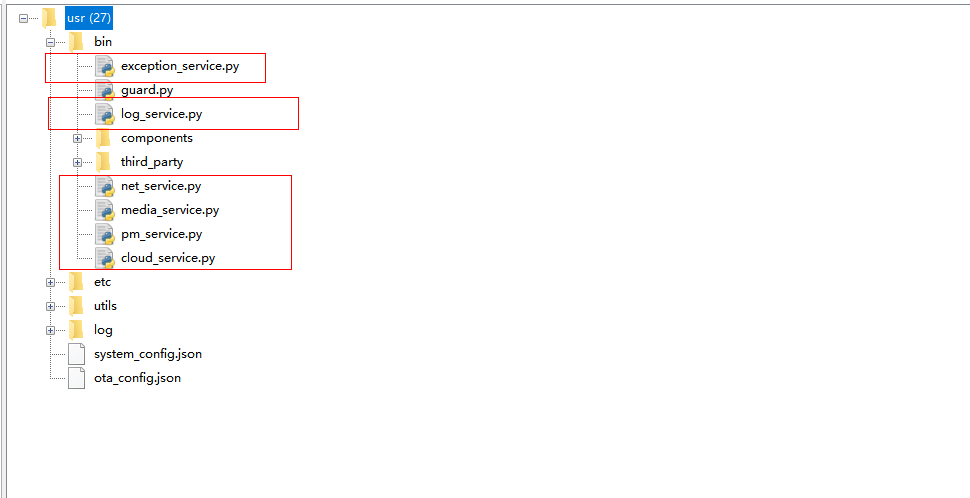 usr (27)
bin
exception_service.py
guard.py
log_service.py
components
third_party
net_service.py
media_service.py
pm_service.py
cloud_service.py
etc
utils
log
system_config.json
ota_config.json